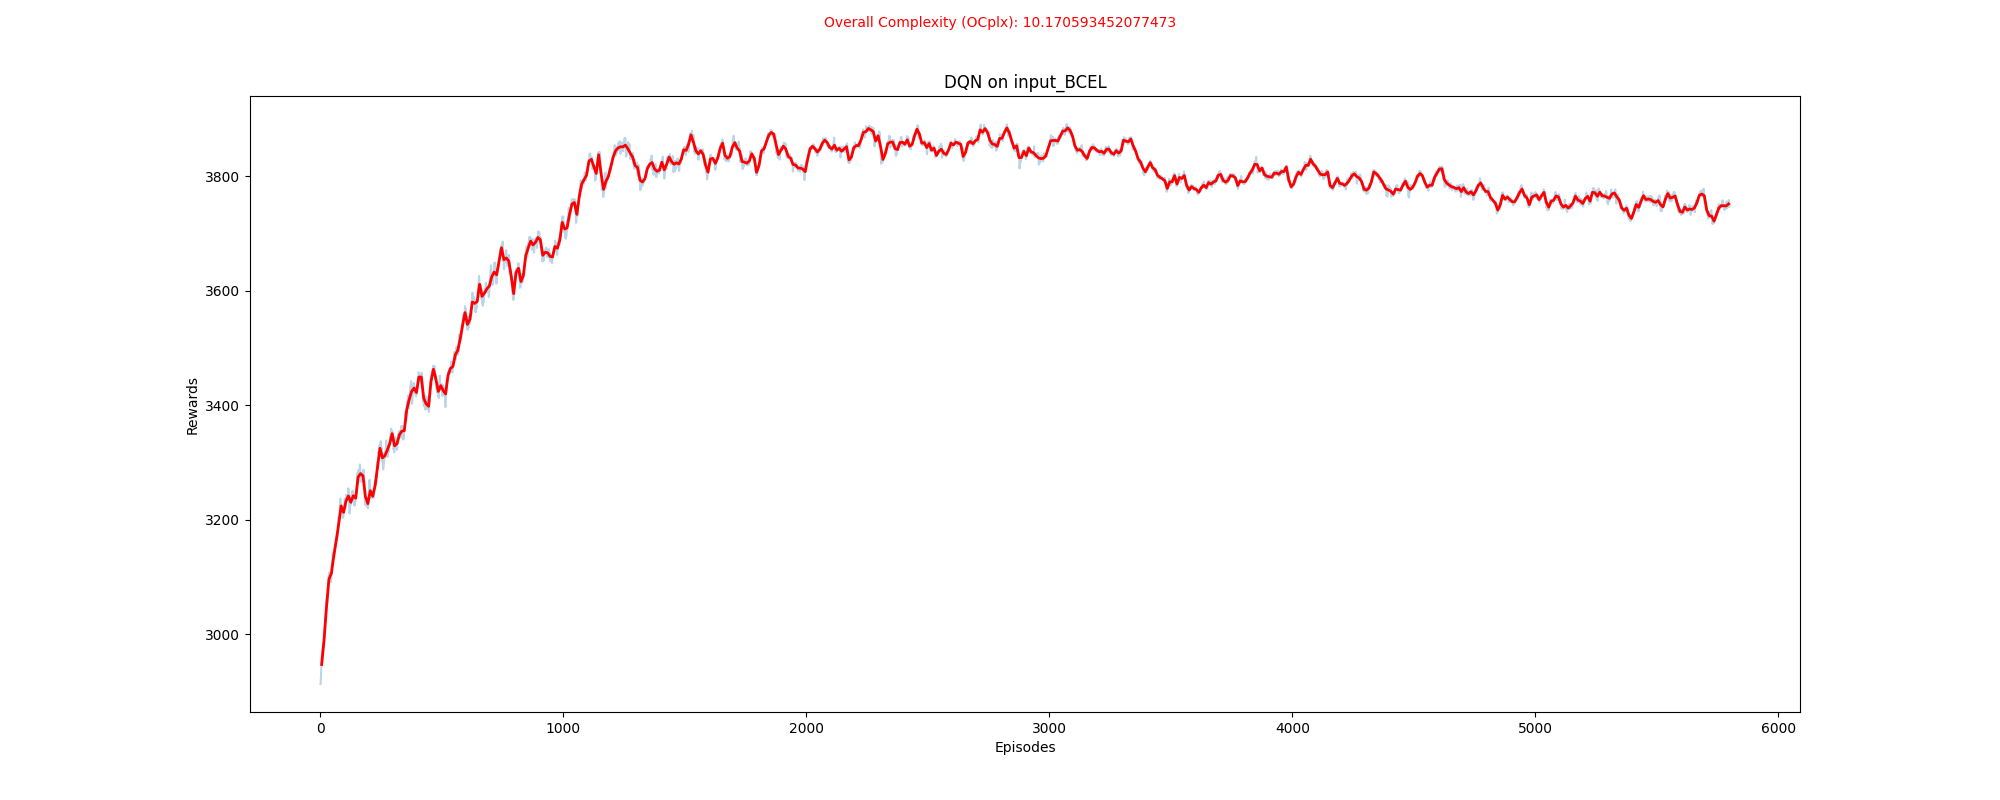 Overall Complexity (OCplx): 10.170593452077473
DQN on input_BCEL
3800
3600
3400
3200
3000
Rewards
0 1000 2000 3000 4000 5000 6000
Episodes